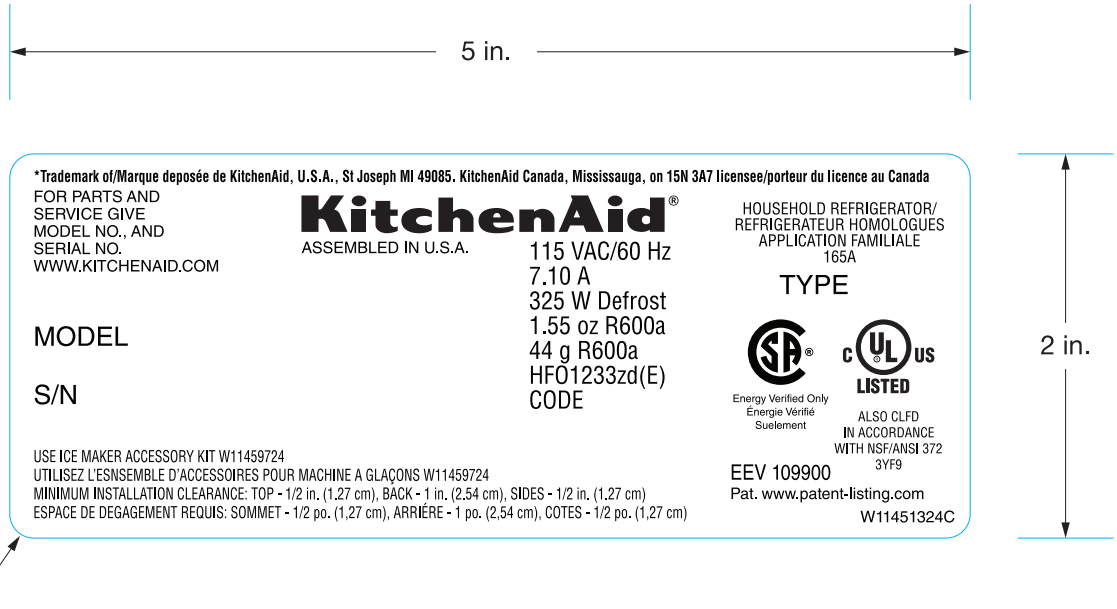 5 in.
*Trademark of/Marque deposée de KitchenAid, U.S.A., St Joseph MI 49085. KitchenAid Canada, Mississauga, on 15N 3A7 licensee/porteur du licence au Canada
FOR PARTS AND
SERVICE GIVE
MODEL NO., AND
SERIAL NO.
WWW.KITCHENAID.COM
KitchenAid®
ASSEMBLED IN U.S.A.
115 VAC/60 Hz
7.10 A
325 W Defrost
1.55 oz R600a
44 g R600a
HFO1233zd(E)
CODE
HOUSEHOLD REFRIGERATOR/
REFRIGERATEUR HOMOLOGUES
APPLICATION FAMILIALE
165A
TYPE
MODEL
S/N
SA ®
Energy Verified Only
Énergie Vérifié
Suelement
C UL ® US
LISTED
ALSO CLFD
IN ACCORDANCE
WITH NSF/ANSI 372
3YF9
2 in.
USE ICE MAKER ACCESSORY KIT W11459724
UTILISEZ L'ESNSEMBLE D'ACCESSOIRES POUR MACHINE A GLAÇONS W11459724
MINIMUM INSTALLATION CLEARANCE: TOP - 1/2 in. (1.27 cm), BACK - 1 in. (2.54 cm), SIDES - 1/2 in. (1.27 cm)
ESPACE DE DEGAGEMENT REQUIS: SOMMET - 1/2 po. (1,27 cm), ARRIÉRE - 1 po. (2,54 cm), COTES - 1/2 po. (1,27 cm)
EEV 109900
Pat. www.patent-listing.com
W11451324C